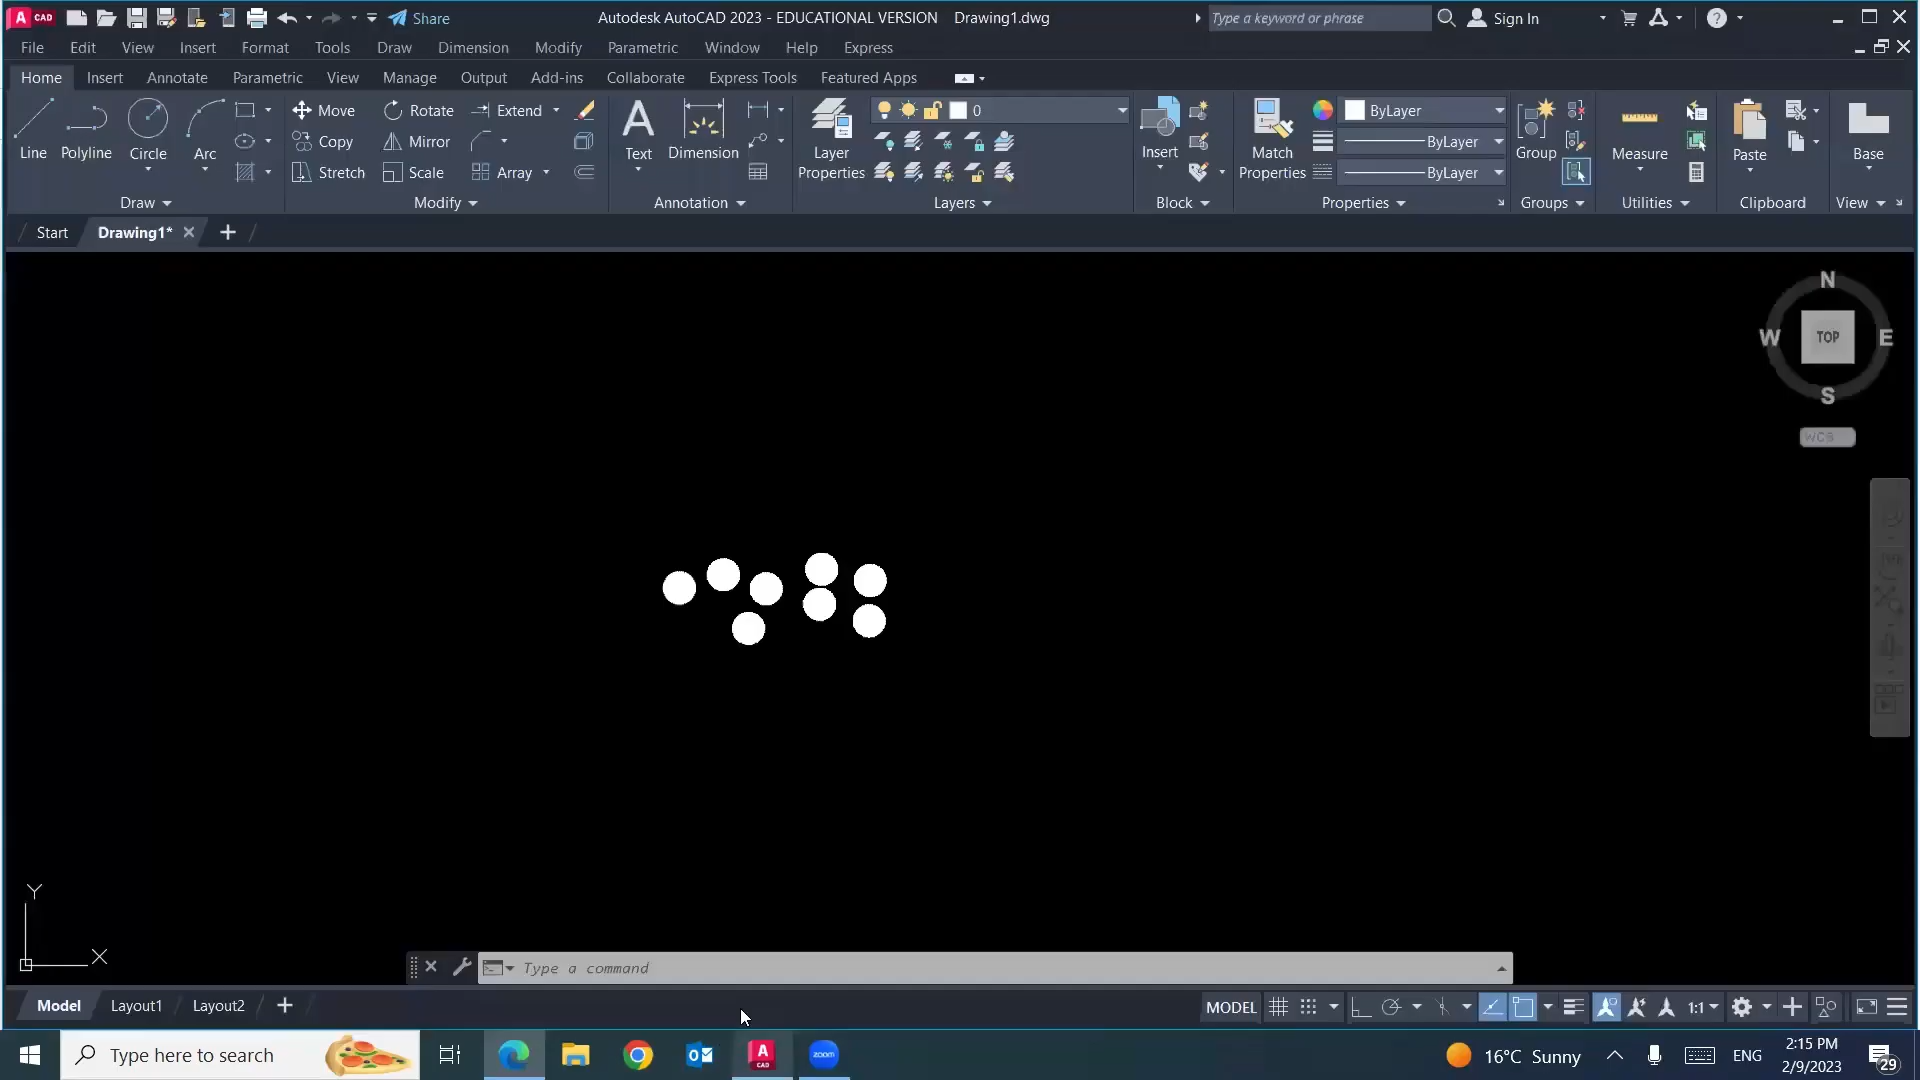 A CAD Share Autodesk AutoCAD 2023 - EDUCATIONAL VERSION Drawing1.dwg Type a keyword or phrase Sign In
File Edit View Insert Format Tools Draw Dimension Modify Parametric Window Help Express
Home Insert Annotate Parametric View Manage Output Add-ins Collaborate Express Tools Featured Apps
Move Rotate Extend 0 ByLayer
Line Polyline Circle Arc Copy Mirror Text Dimension Layer Properties Insert Match Properties ByLayer Group Measure Paste Base
Stretch Scale Array ByLayer
Draw Modify Annotation Layers Block Properties Groups Utilities Clipboard View
Start Drawing1*
N
W TOP E
S
WCS
Y
X
Type a command
Model Layout1 Layout2 MODEL 1:1
Type here to search A CAD zoom 16°C Sunny ENG 2:15 PM
2/9/2023 29